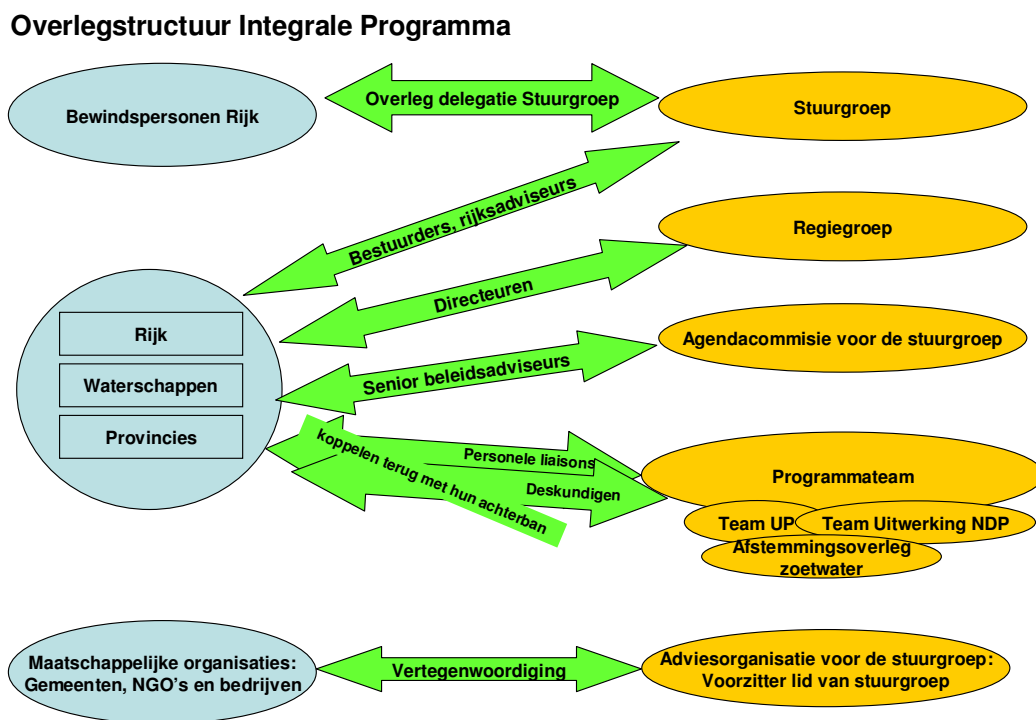 Overlegstructuur Integrale Programma
Bewindspersonen Rijk
Overleg delegatie Stuurgroep
Stuurgroep
Bestuurders, rijksadviseurs
Regiegroep
Directeuren
Rijk
Waterschappen
Provincies
Senior beleidsadviseurs
Agendacommisie voor de stuurgroep
koppelen terug met hun achterban
Personele liaisons
Deskundigen
Programmateam
Team UP
Team Uitwerking NDP
Afstemmingsoverleg
zoetwater
Maatschappelijke organisaties:
Gemeenten, NGO's en bedrijven
Vertegenwoordiging
Adviesorganisatie voor de stuurgroep:
Voorzitter lid van stuurgroep